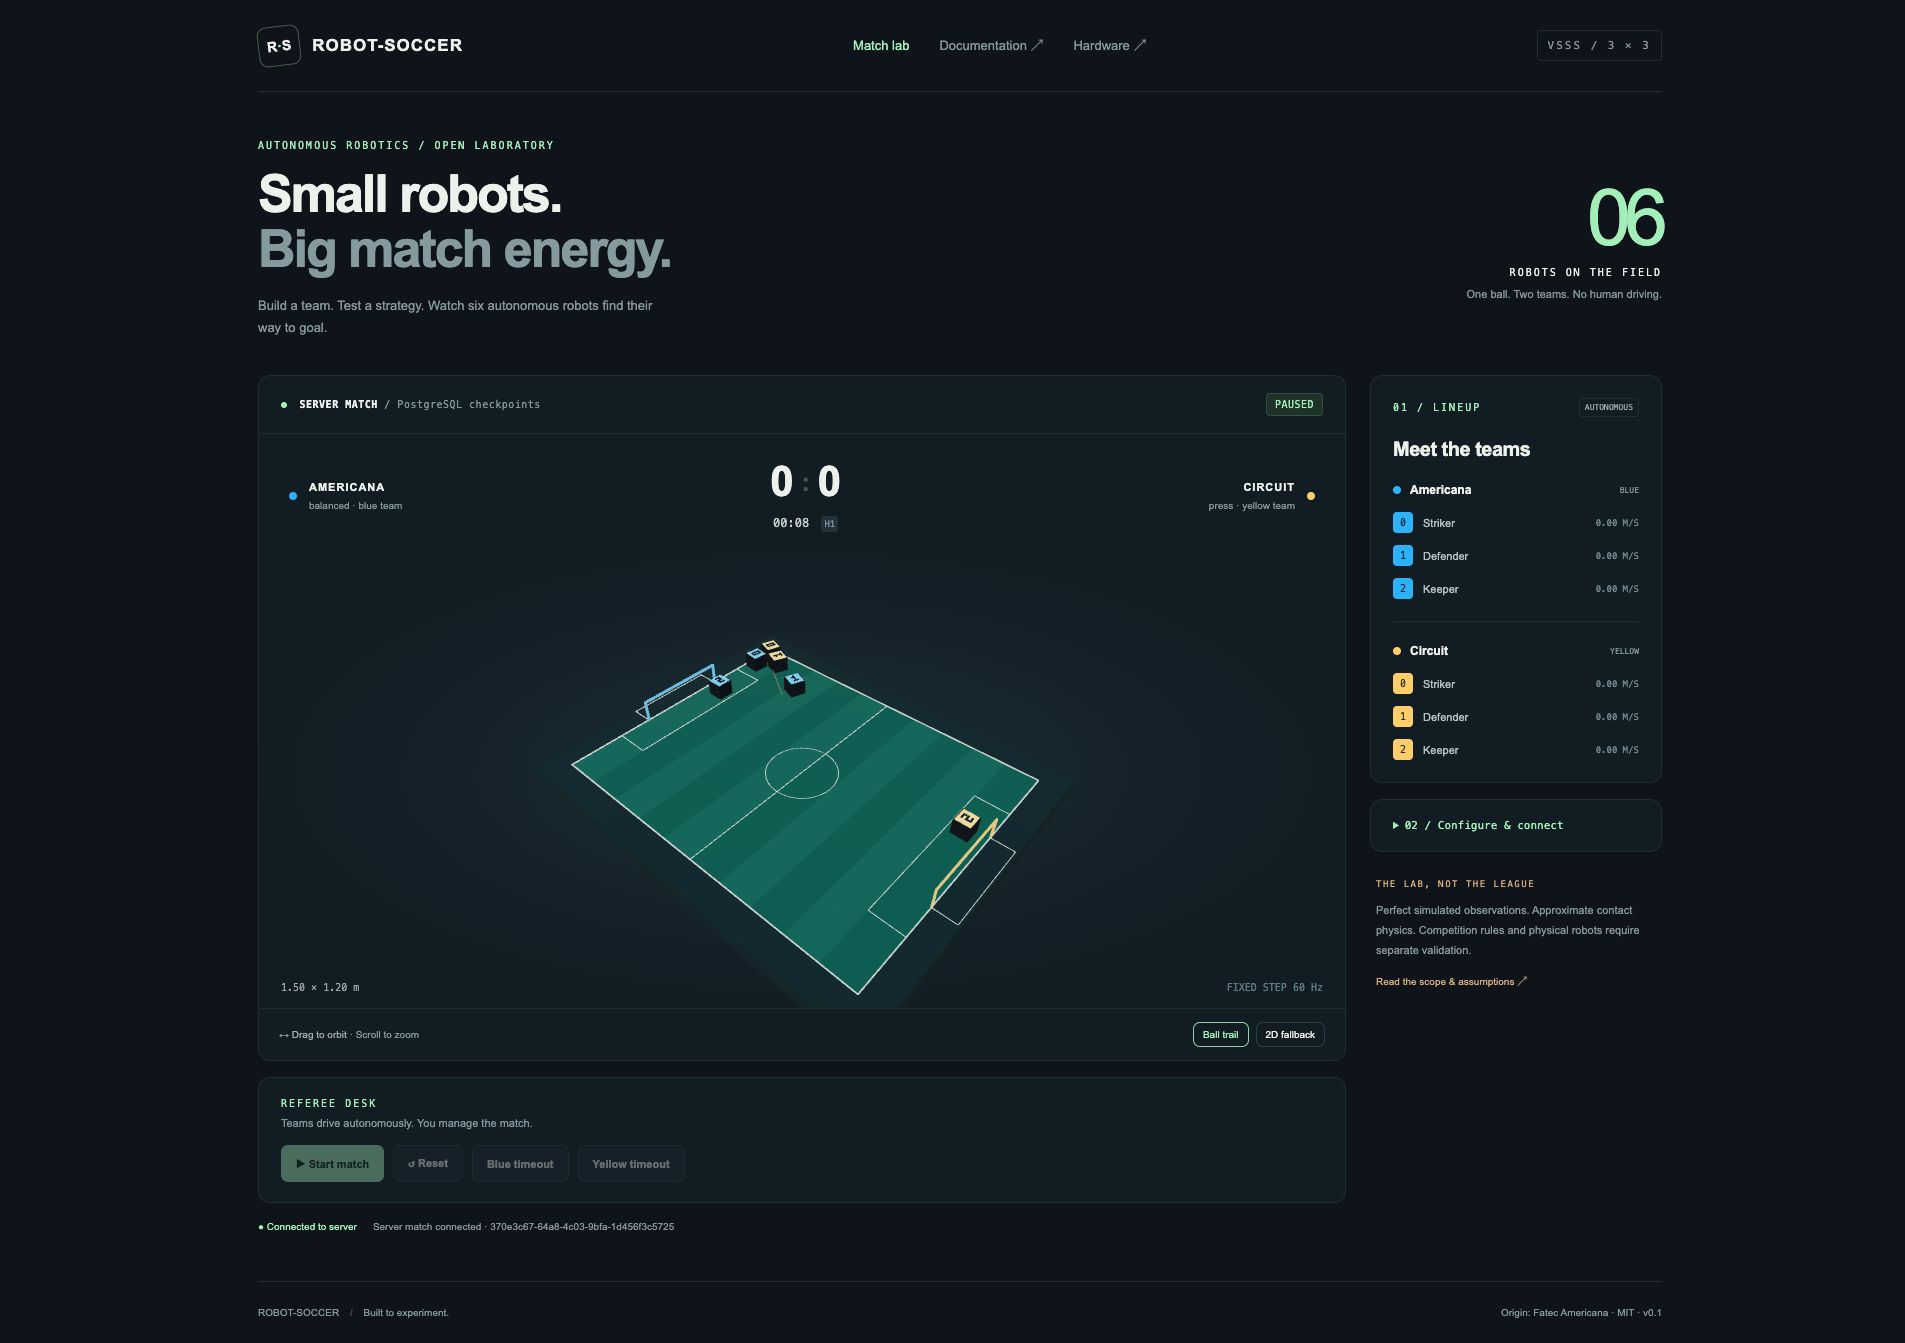 R·S ROBOT-SOCCER
Match lab
Documentation ↗
Hardware ↗
VSSS / 3 × 3
AUTONOMOUS ROBOTICS / OPEN LABORATORY
Small robots.
Big match energy.
Build a team. Test a strategy. Watch six autonomous robots find their
way to goal.
06
ROBOTS ON THE FIELD
One ball. Two teams. No human driving.
SERVER MATCH / PostgreSQL checkpoints
PAUSED
AMERICANA
balanced · blue team
0 : 0
00:08 H1
CIRCUIT
press · yellow team
1.50 × 1.20 m
FIXED STEP 60 Hz
↔ Drag to orbit · Scroll to zoom
Ball trail
2D fallback
REFEREE DESK
Teams drive autonomously. You manage the match.
▶ Start match
↺ Reset
Blue timeout
Yellow timeout
● Connected to server
Server match connected · 370e3c67-64a8-4c03-9bfa-1d456f3c5725
01 / LINEUP
AUTONOMOUS
Meet the teams
Americana BLUE
0 Striker 0.00 M/S
1 Defender 0.00 M/S
2 Keeper 0.00 M/S
Circuit YELLOW
0 Striker 0.00 M/S
1 Defender 0.00 M/S
2 Keeper 0.00 M/S
▶ 02 / Configure & connect
THE LAB, NOT THE LEAGUE
Perfect simulated observations. Approximate contact
physics. Competition rules and physical robots require
separate validation.
Read the scope & assumptions ↗
ROBOT-SOCCER / Built to experiment.
Origin: Fatec Americana · MIT · v0.1